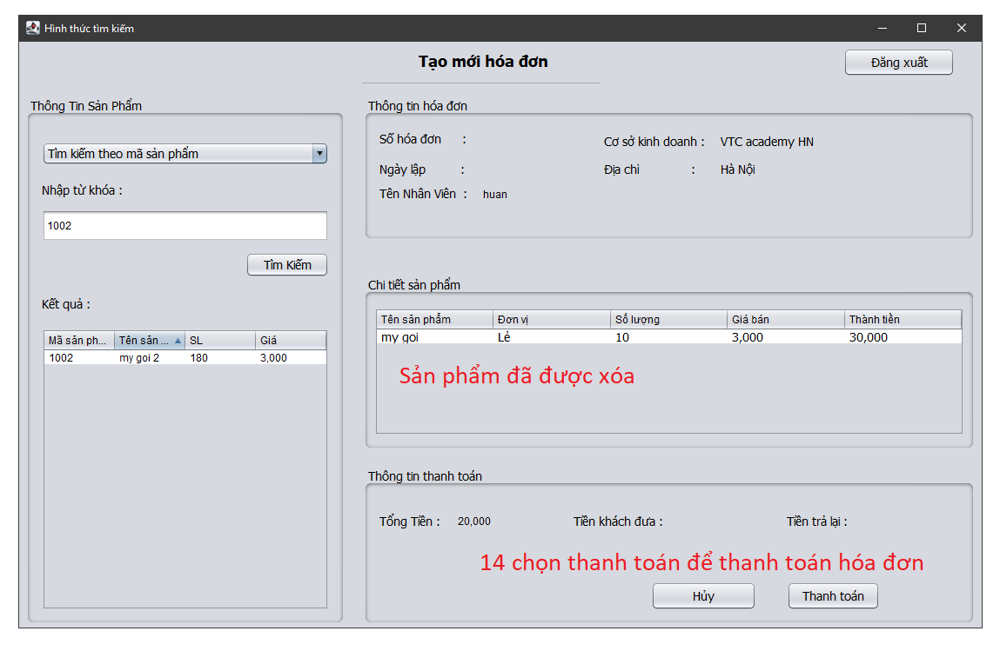 Hình thức tìm kiếm
Tạo mới hóa đơn
Đăng xuất
Thông Tin Sản Phẩm
Tìm kiếm theo mã sản phẩm
Nhập từ khóa :
1002
Tìm Kiếm
Kết quả :
Mã sản ph... Tên sản ... SL Giá
1002 my goi 2 180 3,000
Thông tin hóa đơn
Số hóa đơn : Cơ sở kinh doanh : VTC academy HN
Ngày lập : Địa chi : Hà Nội
Tên Nhân Viên : huan
Chi tiết sản phẩm
Tên sản phẩm Đơn vị Số lượng Giá bán Thành tiền
my goi Lẻ 10 3,000 30,000
Sản phẩm đã được xóa
Thông tin thanh toán
Tổng Tiền : 20,000 Tiền khách đưa : Tiền trả lại :
14 chọn thanh toán để thanh toán hóa đơn
Hủy Thanh toán